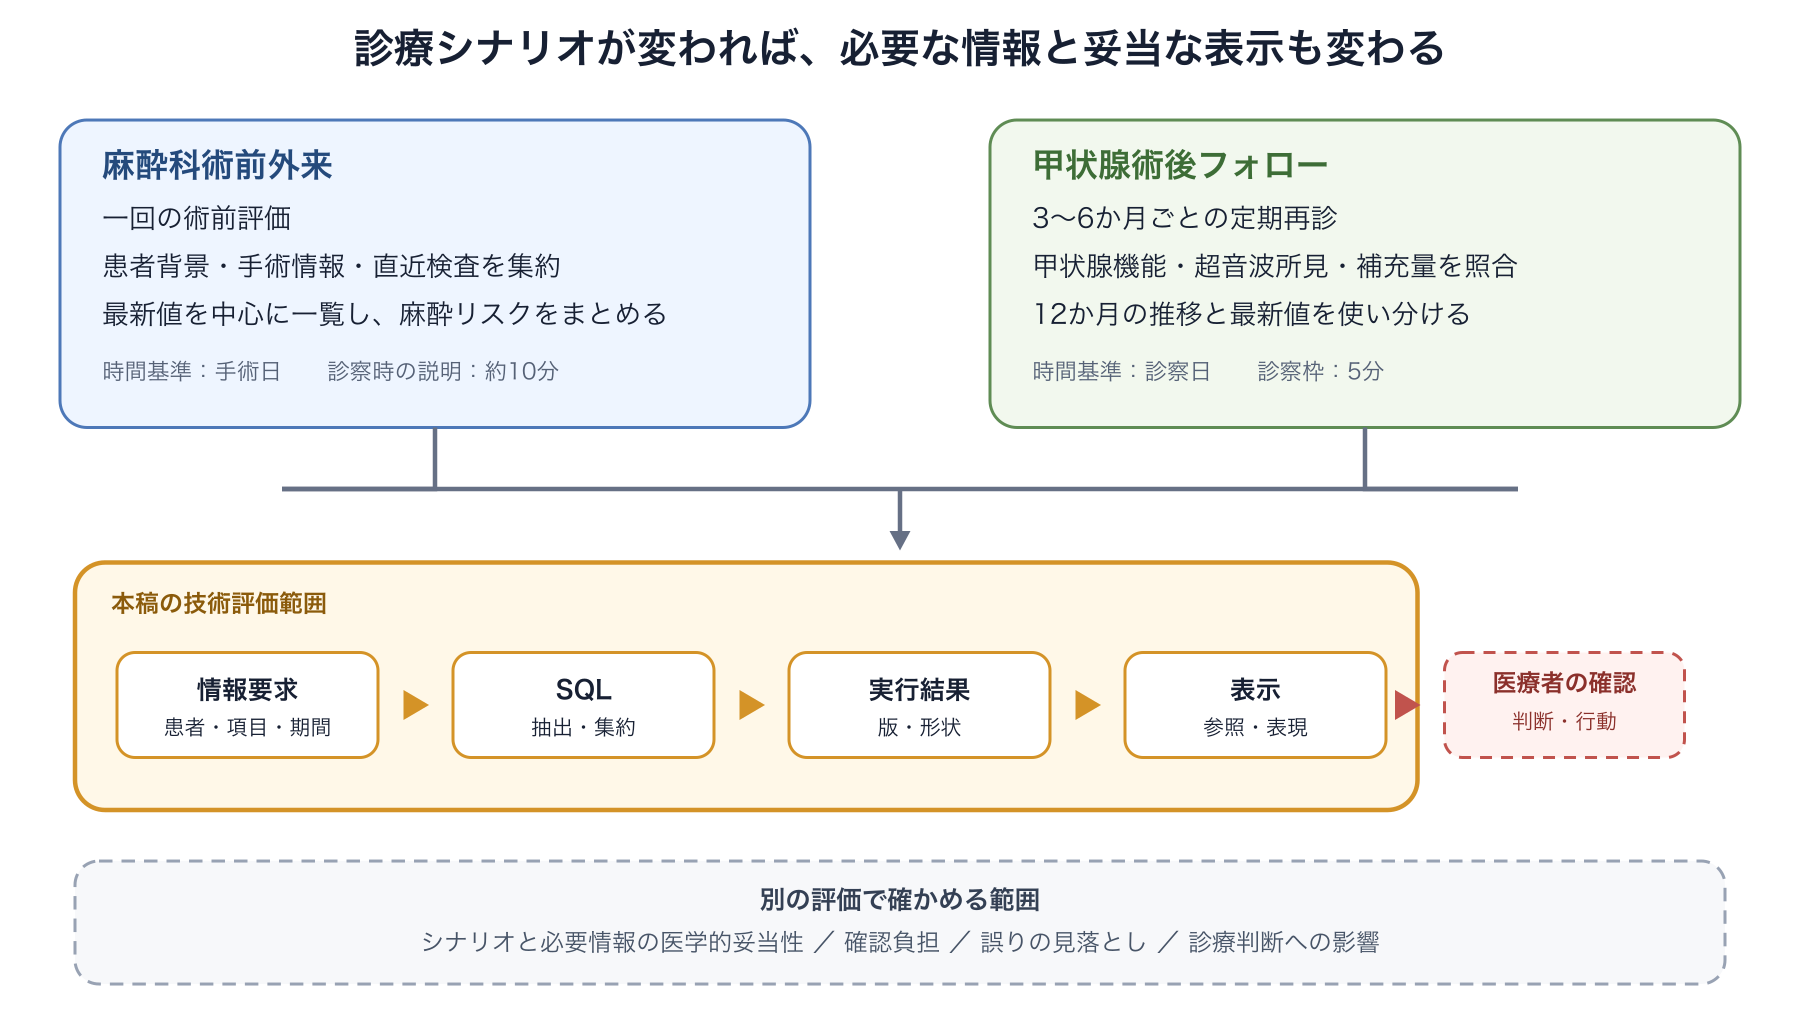 診療シナリオが変われば、必要な情報と妥当な表示も変わる
麻酔科術前外来
一回の術前評価
患者背景・手術情報・直近検査を集約
最新値を中心に一覧し、麻酔リスクをまとめる
時間基準：手術日　　診察時の説明：約10分
甲状腺術後フォロー
3〜6か月ごとの定期再診
甲状腺機能・超音波所見・補充量を照合
12か月の推移と最新値を使い分ける
時間基準：診察日　　診察枠：5分
本稿の技術評価範囲
情報要求
患者・項目・期間
SQL
抽出・集約
実行結果
版・形状
表示
参照・表現
医療者の確認
判断・行動
別の評価で確かめる範囲
シナリオと必要情報の医学的妥当性 ／ 確認負担 ／ 誤りの見落とし ／ 診療判断への影響